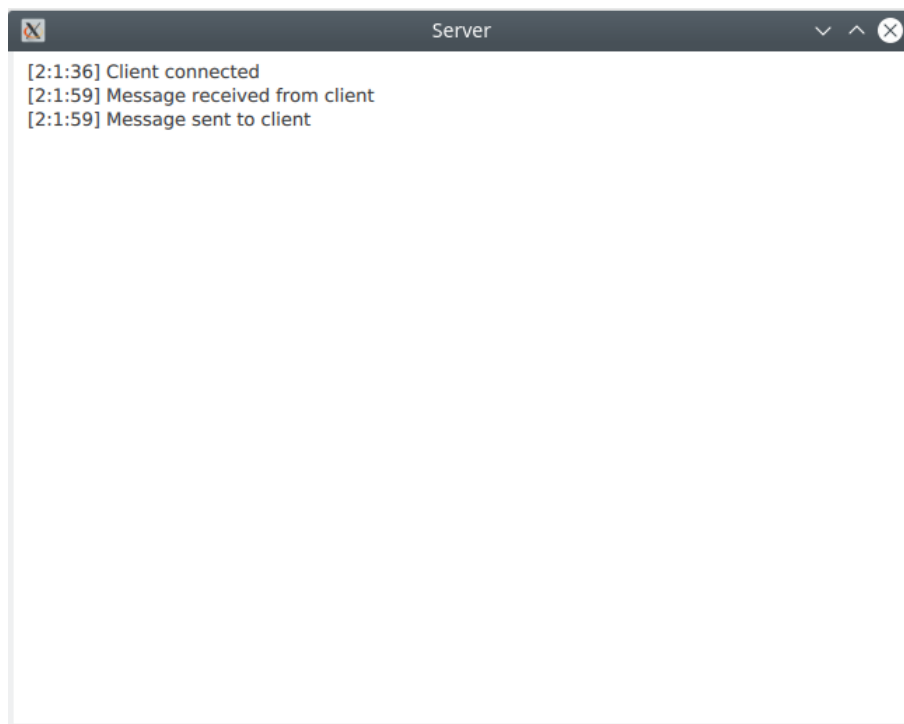 Server
[2:1:36] Client connected
[2:1:59] Message received from client
[2:1:59] Message sent to client